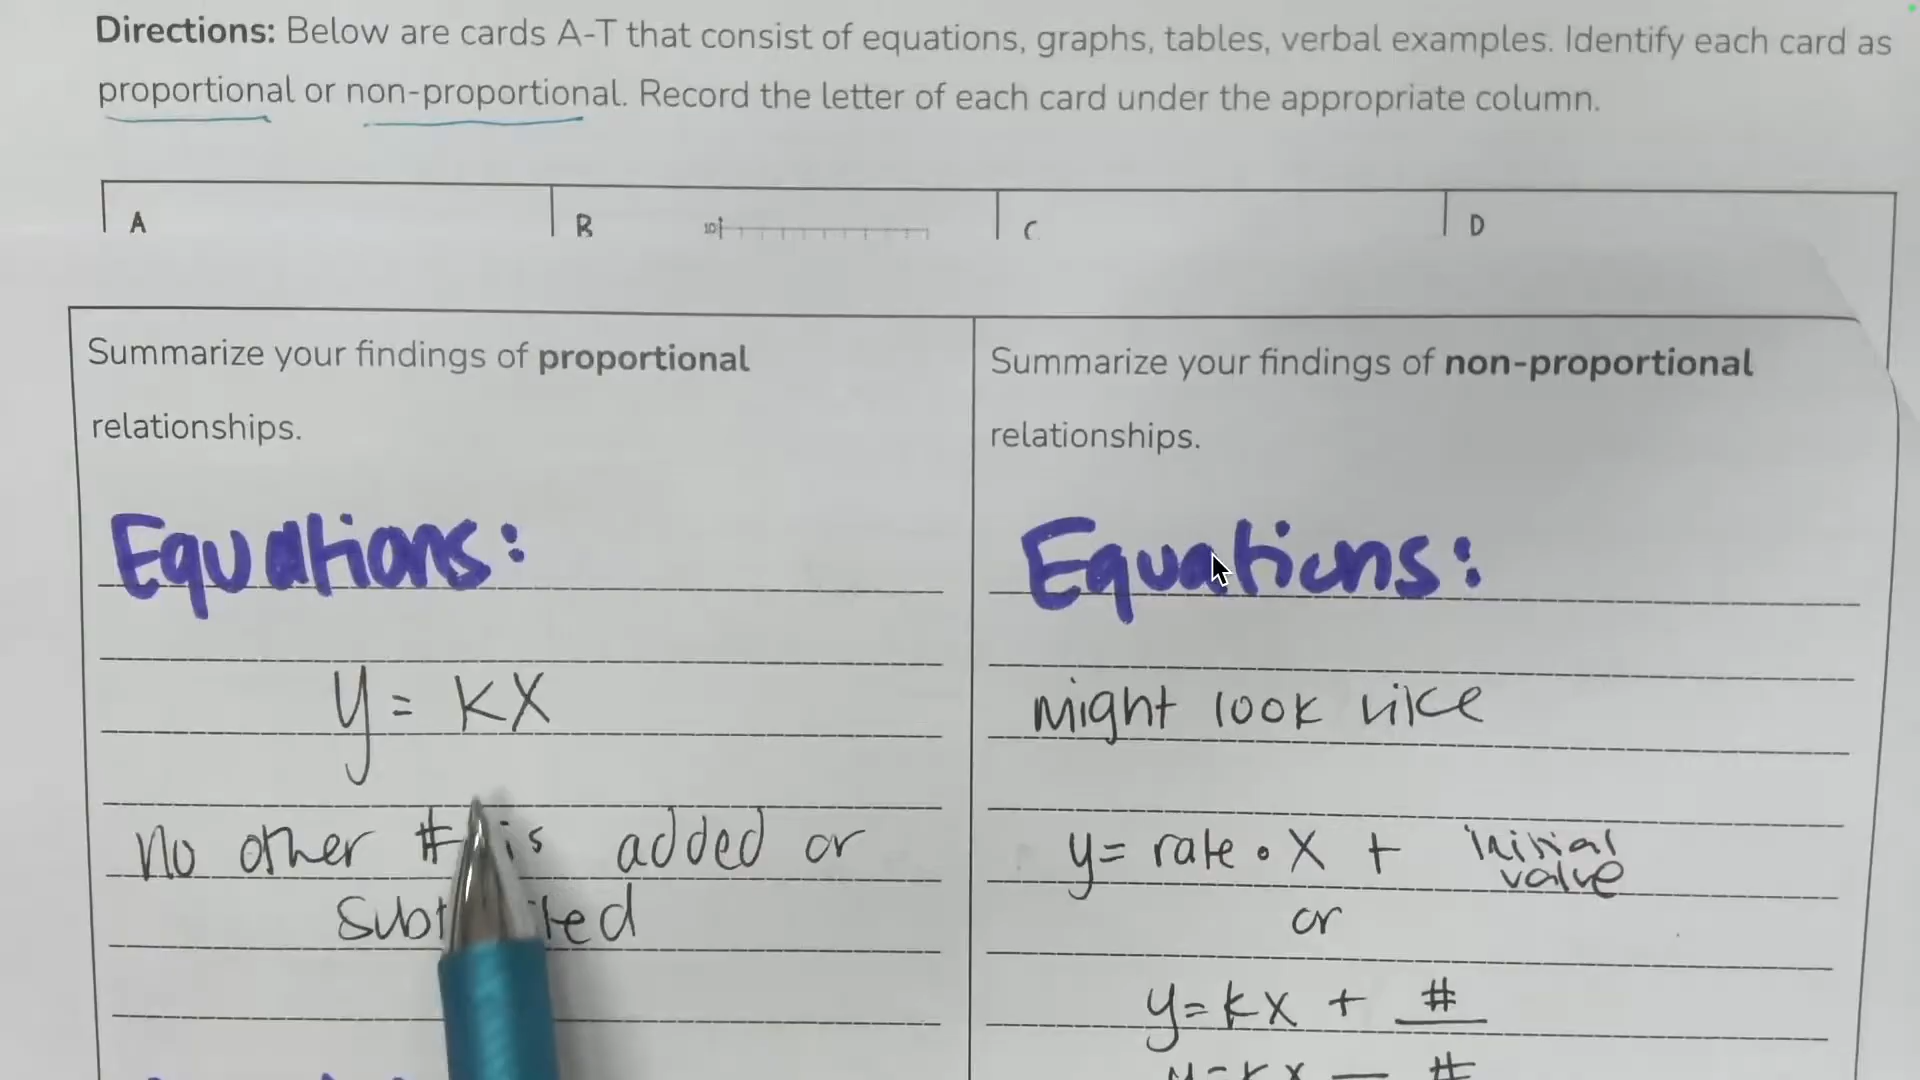 Directions: Below are cards A-T that consist of equations, graphs, tables, verbal examples. Identify each card as
proportional or non-proportional. Record the letter of each card under the appropriate column.
A
B
10
C
D
Summarize your findings of proportional
relationships.
Equations:
y = kx
no other # is added or
Summarize your findings of non-proportional
relationships.
Equations:
might look like
y= rate • x + initial
value
or
y= kx + #
y= kx — #